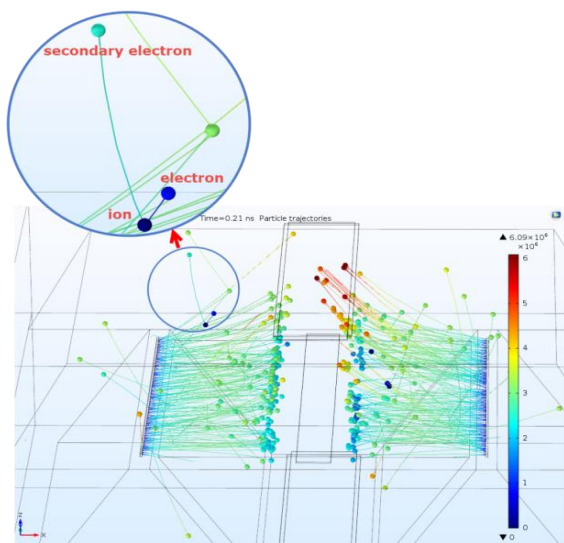 secondary electron
electron
ion
Time=0.21 ns Particle trajectories
▲ 6.09×10⁶
×10⁶
6
5
4
3
2
1
0
▼ 0
z
x